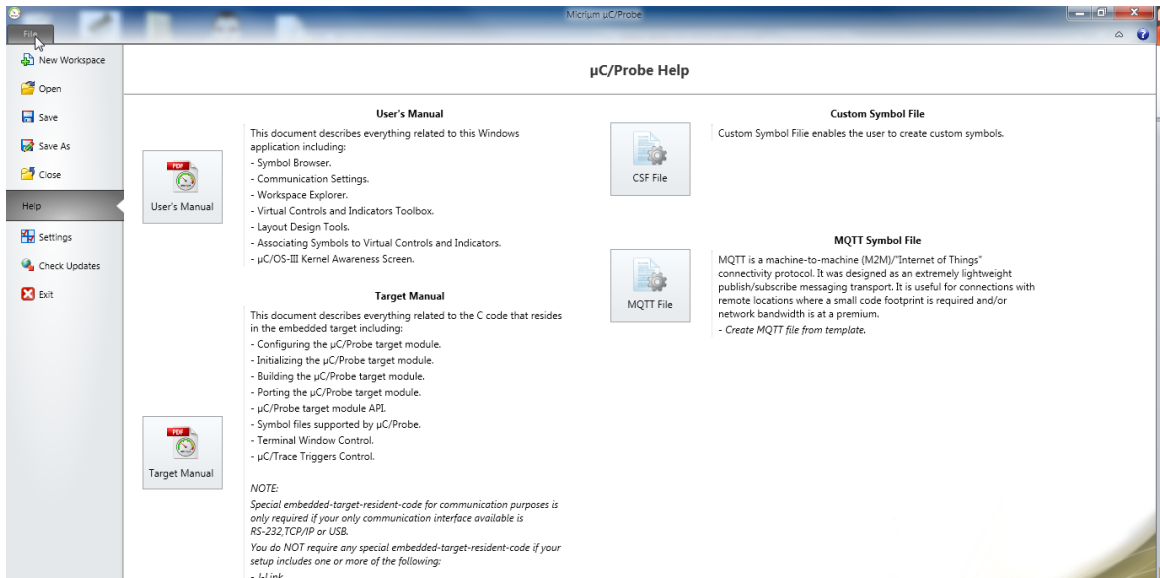 Micriµm µC/Probe
File
New Workspace
Open
Save
Save As
Close
Help
Settings
Check Updates
Exit
µC/Probe Help
User's Manual
This document describes everything related to this Windows
application including:
- Symbol Browser.
- Communication Settings.
- Workspace Explorer.
- Virtual Controls and Indicators Toolbox.
- Layout Design Tools.
- Associating Symbols to Virtual Controls and Indicators.
- µC/OS-III Kernel Awareness Screen.
PDF
User's Manual
Target Manual
This document describes everything related to the C code that resides
in the embedded target including:
- Configuring the µC/Probe target module.
- Initializing the µC/Probe target module.
- Building the µC/Probe target module.
- Porting the µC/Probe target module.
- µC/Probe target module API.
- Symbol files supported by µC/Probe.
- Terminal Window Control.
- µC/Trace Triggers Control.
PDF
Target Manual
NOTE:
Special embedded-target-resident-code for communication purposes is
only required if your only communication interface available is
RS-232,TCP/IP or USB.
You do NOT require any special embedded-target-resident-code if your
setup includes one or more of the following:
- J-Link
Custom Symbol File
Custom Symbol Filie enables the user to create custom symbols.
CSF File
MQTT Symbol File
MQTT is a machine-to-machine (M2M)/"Internet of Things"
connectivity protocol. It was designed as an extremely lightweight
publish/subscribe messaging transport. It is useful for connections with
remote locations where a small code footprint is required and/or
network bandwidth is at a premium.
- Create MQTT file from template.
MQTT File